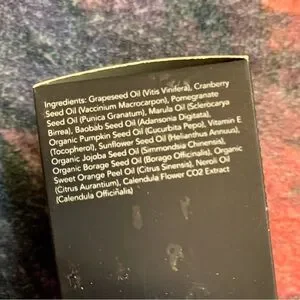 Ingredients: Grapeseed Oil (Vitis Vinifera), Cranberry
Seed Oil (Vaccinium Macrocarpon), Pomegranate
Seed Oil (Punica Granatum), Marula Oil (Sclerocarya
Birrea), Baobab Seed Oil (Adansonia Digitata),
Organic Pumpkin Seed Oil (Cucurbita Pepo), Vitamin E
(Tocopherol), Sunflower Seed Oil (Helianthus Annuus),
Organic Jojoba Seed Oil (Simmondsia Chinensis),
Organic Borage Seed Oil (Borago Officinalis), Organic
Sweet Orange Peel Oil (Citrus Sinensis), Neroli Oil
(Citrus Aurantium), Calendula Flower CO2 Extract
(Calendula Officinalis)